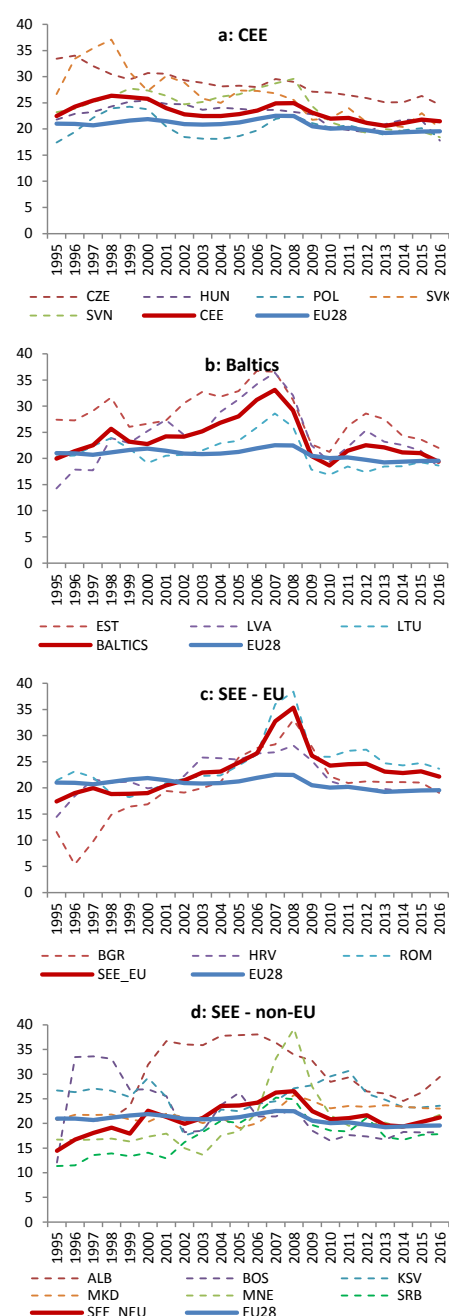 a: CEE
40
35
30
25
20
15
10
5
0
1995 1996 1997 1998 1999 2000 2001 2002 2003 2004 2005 2006 2007 2008 2009 2010 2011 2012 2013 2014 2015 2016
CZE HUN POL SVK
SVN CEE EU28
b: Baltics
40
35
30
25
20
15
10
5
0
1995 1996 1997 1998 1999 2000 2001 2002 2003 2004 2005 2006 2007 2008 2009 2010 2011 2012 2013 2014 2015 2016
EST LVA LTU
BALTICS EU28
c: SEE - EU
40
35
30
25
20
15
10
5
0
1995 1996 1997 1998 1999 2000 2001 2002 2003 2004 2005 2006 2007 2008 2009 2010 2011 2012 2013 2014 2015 2016
BGR HRV ROM
SEE_EU EU28
d: SEE - non-EU
40
35
30
25
20
15
10
5
0
1995 1996 1997 1998 1999 2000 2001 2002 2003 2004 2005 2006 2007 2008 2009 2010 2011 2012 2013 2014 2015 2016
ALB BOS KSV
MKD MNE SRB
SEE_NEU EU28